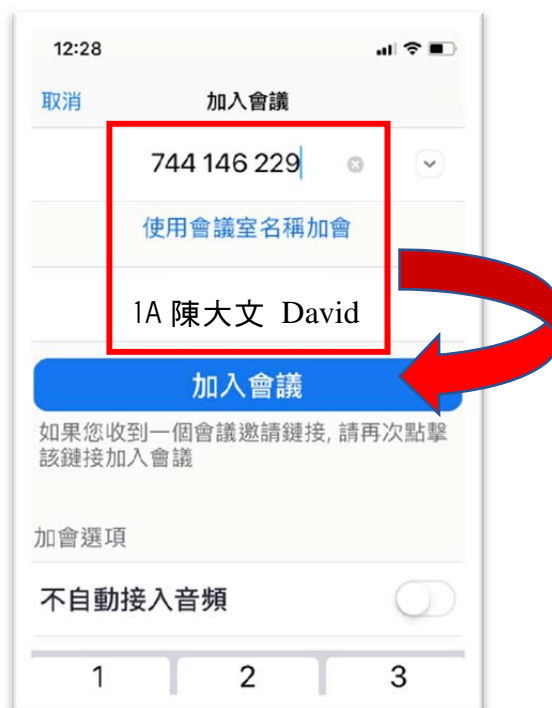 12:28
取消 加入會議
744 146 229
使用會議室名稱加會
1A 陳大文 David
加入會議
如果您收到一個會議邀請鏈接, 請再次點擊
該鏈接加入會議
加會選項
不自動接入音頻
1 2 3